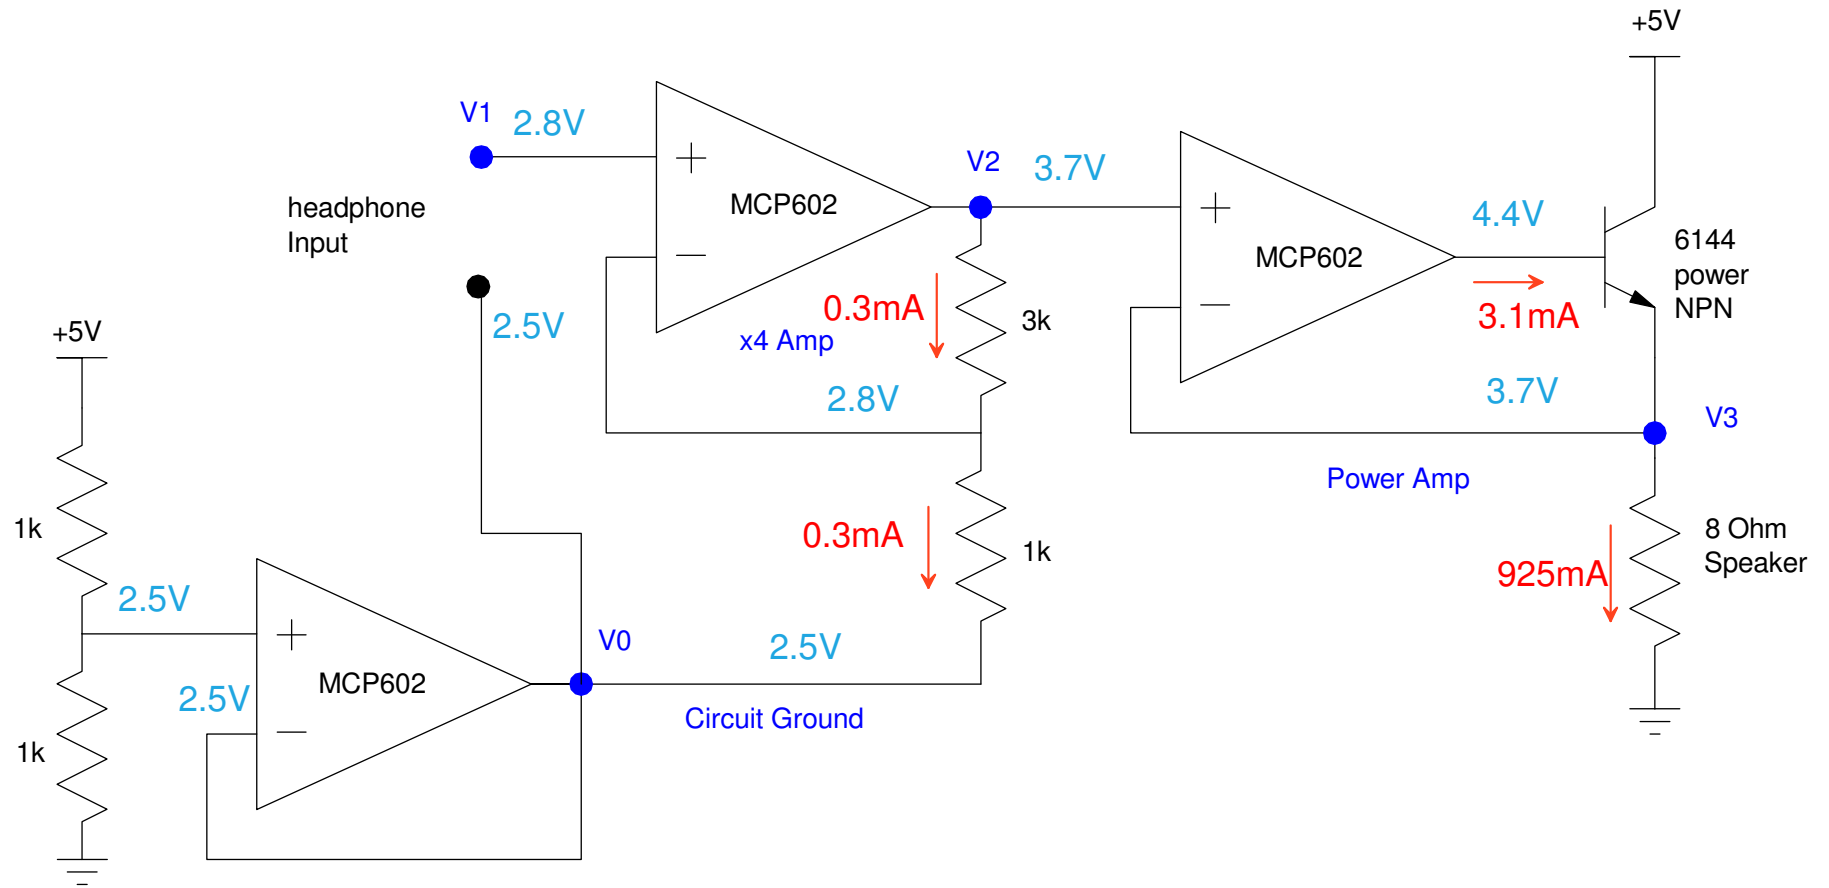 +5V
V1
2.8V
headphone
Input
MCP602
V2
3.7V
MCP602
4.4V
6144
power
NPN
3.1mA
0.3mA
3k
x4 Amp
2.5V
+5V
2.8V
3.7V
V3
Power Amp
1k
0.3mA
1k
8 Ohm
Speaker
925mA
2.5V
V0
2.5V
MCP602
2.5V
Circuit Ground
1k